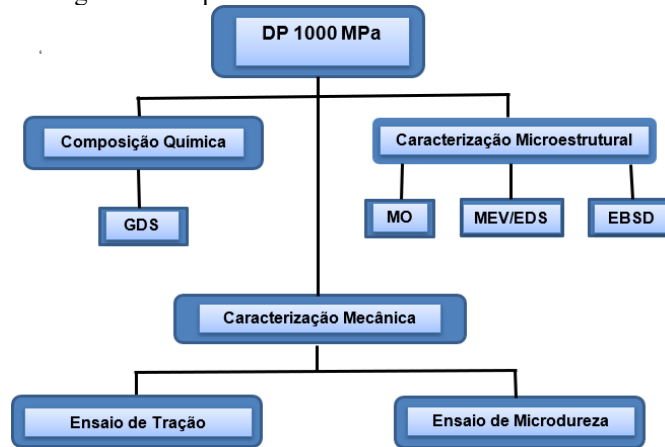 DP 1000 MPa
Composição Química
Caracterização Microestrutural
GDS
MO
MEV/EDS
EBSD
Caracterização Mecânica
Ensaio de Tração
Ensaio de Microdureza